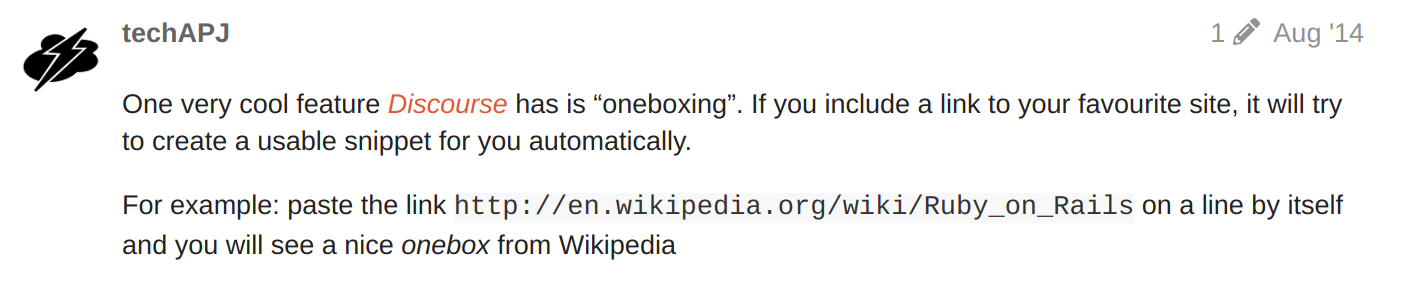 techAPJ
1 Aug '14
One very cool feature Discourse has is “oneboxing”. If you include a link to your favourite site, it will try
to create a usable snippet for you automatically.
For example: paste the link http://en.wikipedia.org/wiki/Ruby_on_Rails on a line by itself
and you will see a nice onebox from Wikipedia